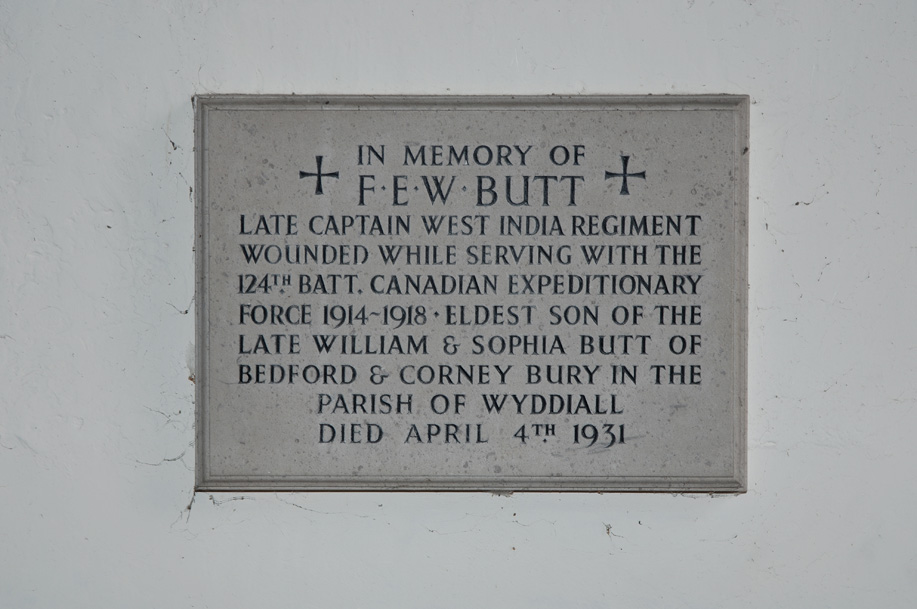 IN MEMORY OF
F·E·W·BUTT
LATE CAPTAIN WEST INDIA REGIMENT
WOUNDED WHILE SERVING WITH THE
124TH BATT. CANADIAN EXPEDITIONARY
FORCE 1914~1918·ELDEST SON OF THE
LATE WILLIAM & SOPHIA BUTT OF
BEDFORD & CORNEY BURY IN THE
PARISH OF WYDDIALL
DIED APRIL 4TH 1931